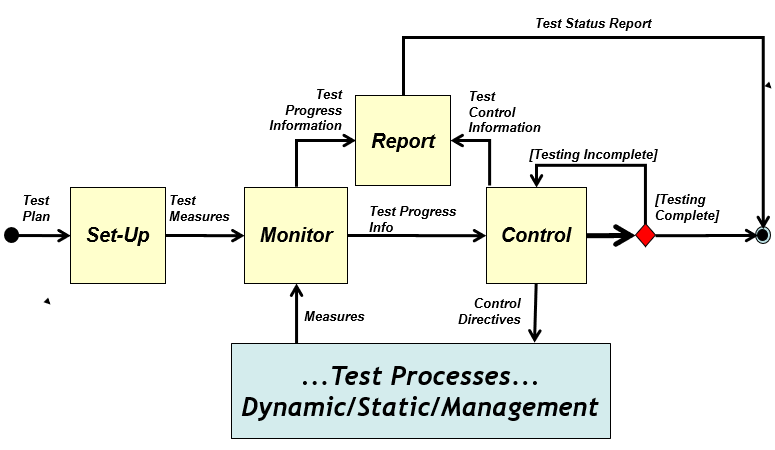 Test Status Report
Test
Progress
Information
Test
Control
Information
Report
[Testing Incomplete]
Test
Plan
Test
Measures
[Testing
Complete]
Set-Up
Monitor
Test Progress
Info
Control
Measures
Control
Directives
...Test Processes...
Dynamic/Static/Management